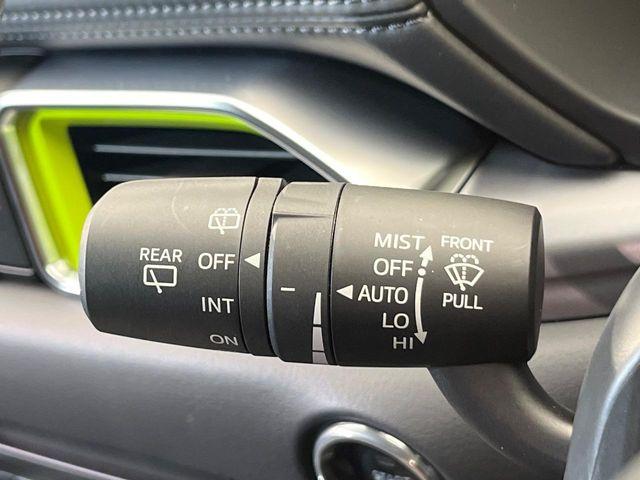 REAR
OFF
INT
ON
MIST
OFF
AUTO
LO
HI
FRONT
PULL